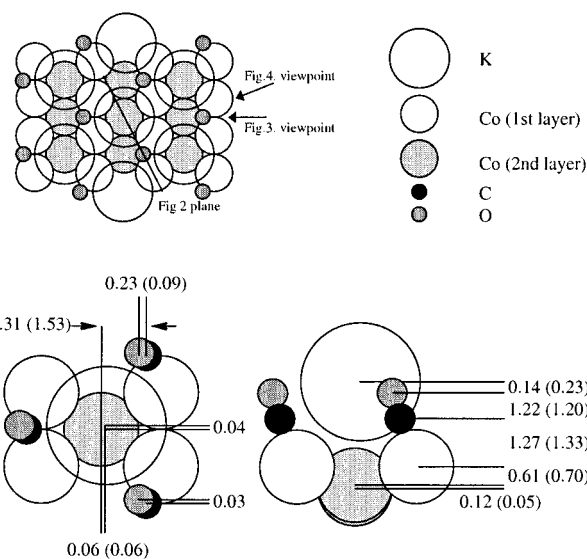 K
Fig.4. viewpoint
Co (1st layer)
Fig.3. viewpoint
Co (2nd layer)
C
Fig 2 plane
O
0.23 (0.09)
.31 (1.53)
0.14 (0.23)
1.22 (1.20)
0.04
1.27 (1.33)
0.61 (0.70)
0.03
0.12 (0.05)
0.06 (0.06)